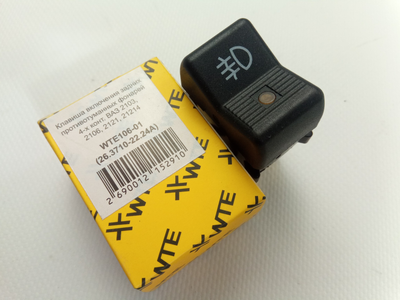 Клавиша включения задних
противотуманных фонарей
4-х конт. ВАЗ 2103,
2106, 2121, 21214
WTE106-01
(26.3710-22.24А)
2 690012 152910
WTE
WTE
WTE